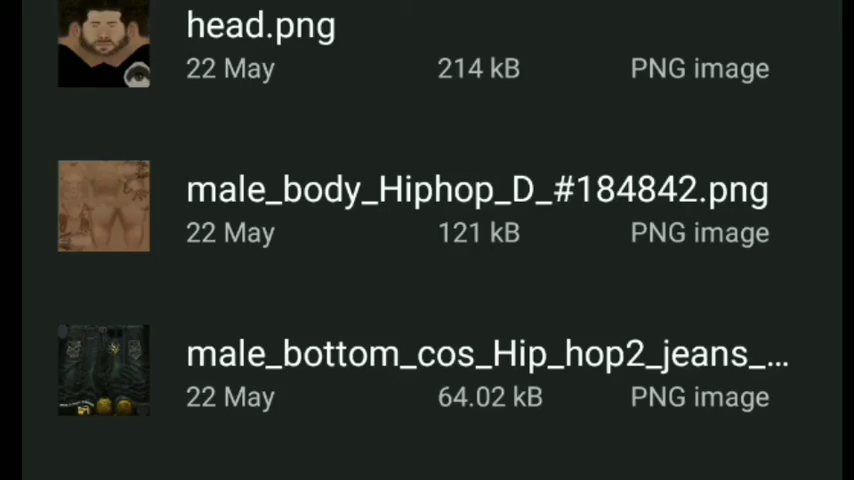 head.png
22 May 214 kB PNG image
male_body_Hiphop_D_#184842.png
22 May 121 kB PNG image
male_bottom_cos_Hip_hop2_jeans_...
22 May 64.02 kB PNG image